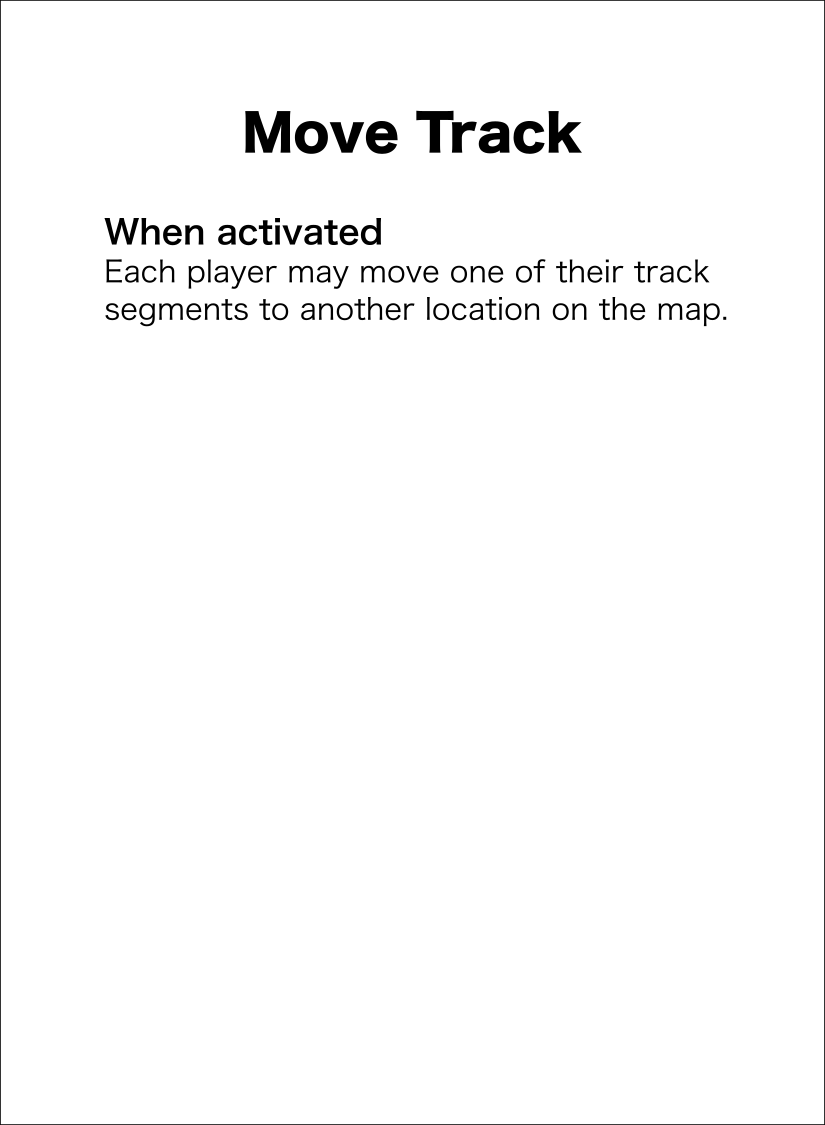 Move Track
When activated
Each player may move one of their track
segments to another location on the map.